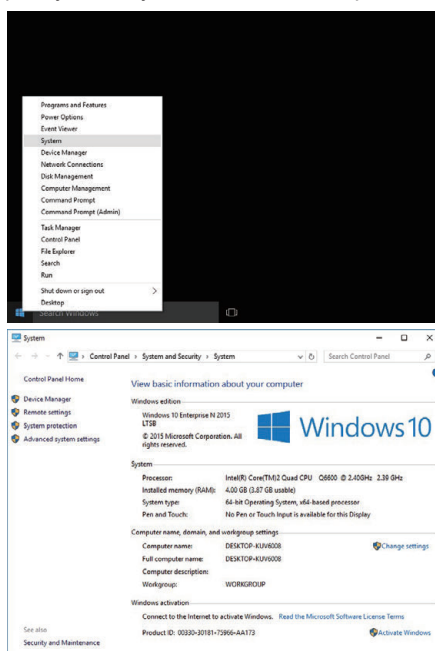 Programs and Features
Power Options
Event Viewer
System
Device Manager
Network Connections
Disk Management
Computer Management
Command Prompt
Command Prompt (Admin)
Task Manager
Control Panel
File Explorer
Search
Run
Shut down or sign out
Desktop
Search Windows
System
Control Panel › System and Security › System
Search Control Panel
Control Panel Home
Device Manager
Remote settings
System protection
Advanced system settings
See also
Security and Maintenance
View basic information about your computer
Windows edition
Windows 10 Enterprise N 2015
LTSB
© 2015 Microsoft Corporation. All
rights reserved.
Windows 10
System
Processor: Intel(R) Core(TM)2 Quad CPU Q6600 @ 2.40GHz 2.39 GHz
Installed memory (RAM): 4.00 GB (3.87 GB usable)
System type: 64-bit Operating System, x64-based processor
Pen and Touch: No Pen or Touch Input is available for this Display
Computer name, domain, and workgroup settings
Computer name: DESKTOP-KUV6008 Change settings
Full computer name: DESKTOP-KUV6008
Computer description:
Workgroup: WORKGROUP
Windows activation
Connect to the Internet to activate Windows. Read the Microsoft Software License Terms
Product ID: 00330-30181-75966-AA173 Activate Windows